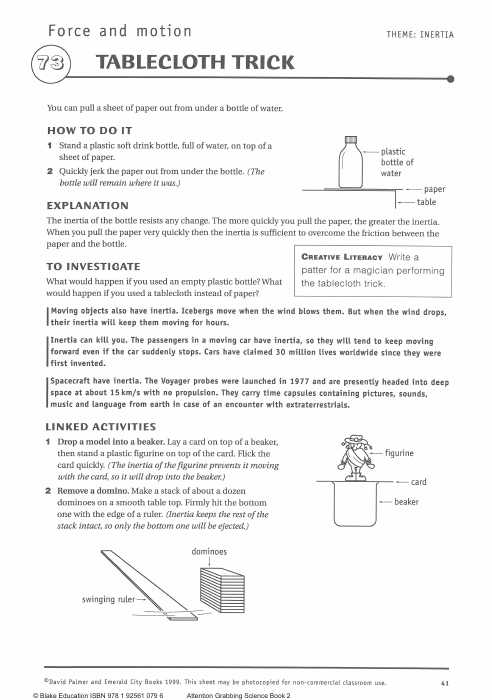 Force and motion
THEME: INERTIA
73
TABLECLOTH TRICK
You can pull a sheet of paper out from under a bottle of water.
HOW TO DO IT
1 Stand a plastic soft drink bottle, full of water, on top of a
sheet of paper.
2 Quickly jerk the paper out from under the bottle. (The
bottle will remain where it was.)
plastic
bottle of
water
paper
table
EXPLANATION
The inertia of the bottle resists any change. The more quickly you pull the paper, the greater the inertia.
When you pull the paper very quickly then the inertia is sufficient to overcome the friction between the
paper and the bottle.
TO INVESTIGATE
What would happen if you used an empty plastic bottle? What
would happen if you used a tablecloth instead of paper?
CREATIVE LITERACY Write a
patter for a magician performing
the tablecloth trick.
Moving objects also have inertia. Icebergs move when the wind blows them. But when the wind drops,
their inertia will keep them moving for hours.
Inertia can kill you. The passengers in a moving car have inertia, so they will tend to keep moving
forward even if the car suddenly stops. Cars have claimed 30 million lives worldwide since they were
first invented.
Spacecraft have inertia. The Voyager probes were launched in 1977 and are presently headed into deep
space at about 15 km/s with no propulsion. They carry time capsules containing pictures, sounds,
music and language from earth in case of an encounter with extraterrestrials.
LINKED ACTIVITIES
1 Drop a model into a beaker. Lay a card on top of a beaker,
then stand a plastic figurine on top of the card. Flick the
card quickly. (The inertia of the figurine prevents it moving
with the card, so it will drop into the beaker.)
2 Remove a domino. Make a stack of about a dozen
dominoes on a smooth table top. Firmly hit the bottom
one with the edge of a ruler. (Inertia keeps the rest of the
stack intact, so only the bottom one will be ejected.)
figurine
card
beaker
dominoes
swinging ruler
©David Palmer and Emerald City Books 1999. This sheet may be photocopied for non-commercial classroom use.
41
© Blake Education ISBN 978 1 92561 079 6 Attention Grabbing Science Book 2